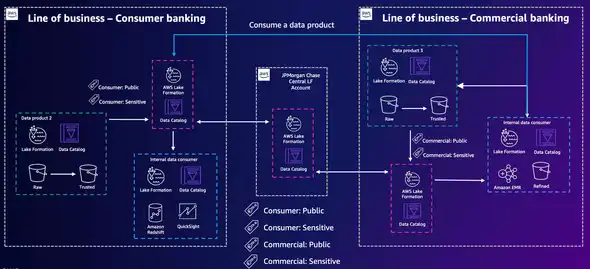 aws
Line of business – Consumer banking
Consume a data product
aws
Line of business – Commercial banking
Consumer: Public
Consumer: Sensitive
AWS Lake
Formation
Data Catalog
Data product 2
Lake Formation
Data Catalog
Raw
Trusted
Internal data consumer
Lake
Formation
Data Catalog
Amazon
Redshift
QuickSight
aws
JPMorgan Chase
Central LF
Account
AWS Lake
Formation
Data Catalog
Consumer: Public
Consumer: Sensitive
Commercial: Public
Commercial: Sensitive
Data product 3
Lake Formation
Data Catalog
Raw
Trusted
Commercial: Public
Commercial: Sensitive
AWS Lake
Formation
Data Catalog
Internal data consumer
Lake
Formation
Data Catalog
Amazon EMR
Refined